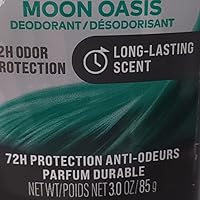 MOON OASIS
DEODORANT/DÉSODORISANT
2H ODOR
PROTECTION
LONG-LASTING
SCENT
72H PROTECTION ANTI-ODEURS
PARFUM DURABLE
NET WT/POIDS NET 3.0 OZ/85 g